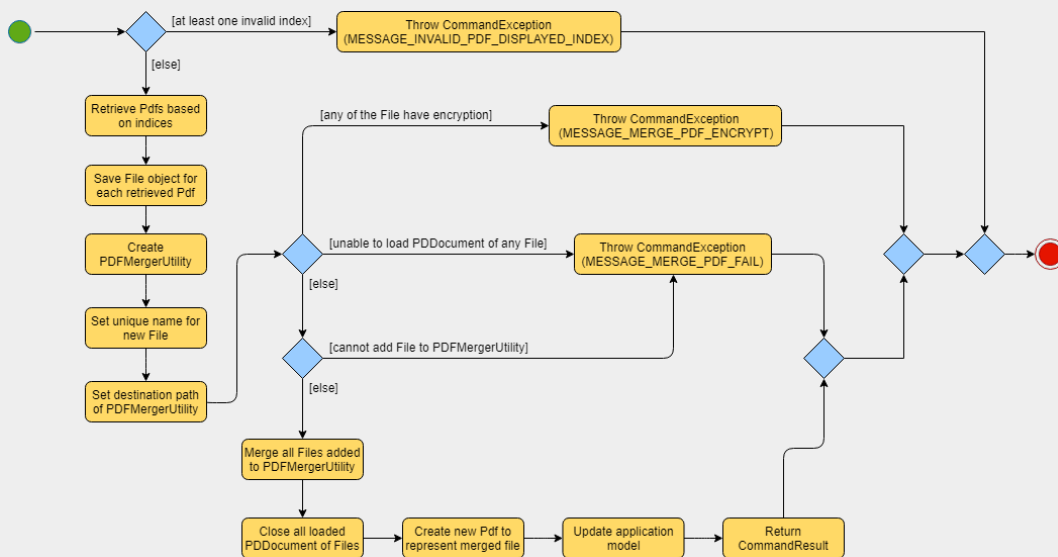 [at least one invalid index]
Throw CommandException
(MESSAGE_INVALID_PDF_DISPLAYED_INDEX)
[else]
Retrieve Pdfs based
on indices
[any of the File have encryption]
Throw CommandException
(MESSAGE_MERGE_PDF_ENCRYPT)
Save File object for
each retrieved Pdf
Create
PDFMergerUtility
[unable to load PDDocument of any File]
Throw CommandException
(MESSAGE_MERGE_PDF_FAIL)
[else]
Set unique name for
new File
[cannot add File to PDFMergerUtility]
[else]
Set destination path
of PDFMergerUtility
Merge all Files added
to PDFMergerUtility
Close all loaded
PDDocument of Files
Create new Pdf to
represent merged file
Update application
model
Return
CommandResult